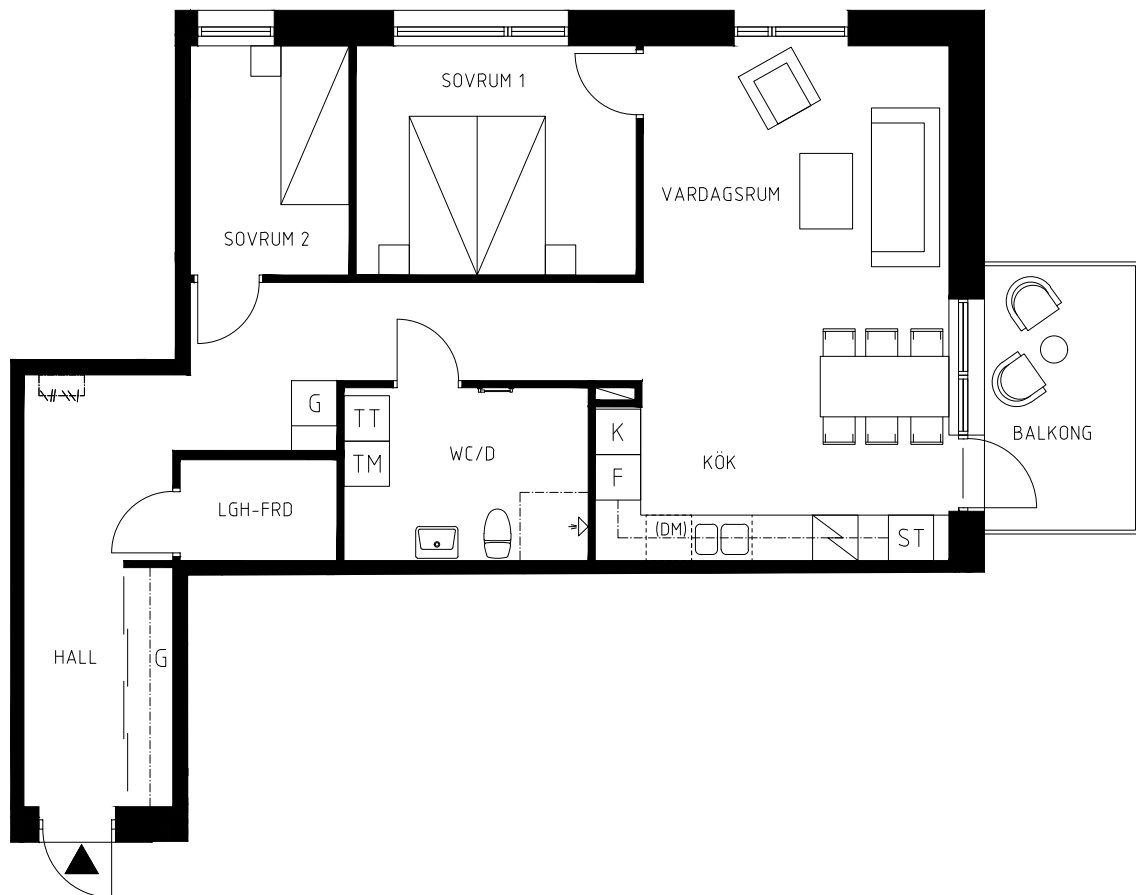 SOVRUM 1
VARDAGSRUM
SOVRUM 2
G
TT
TM
WC/D
K
F
KÖK
BALKONG
LGH-FRD
(DM)
ST
HALL
G